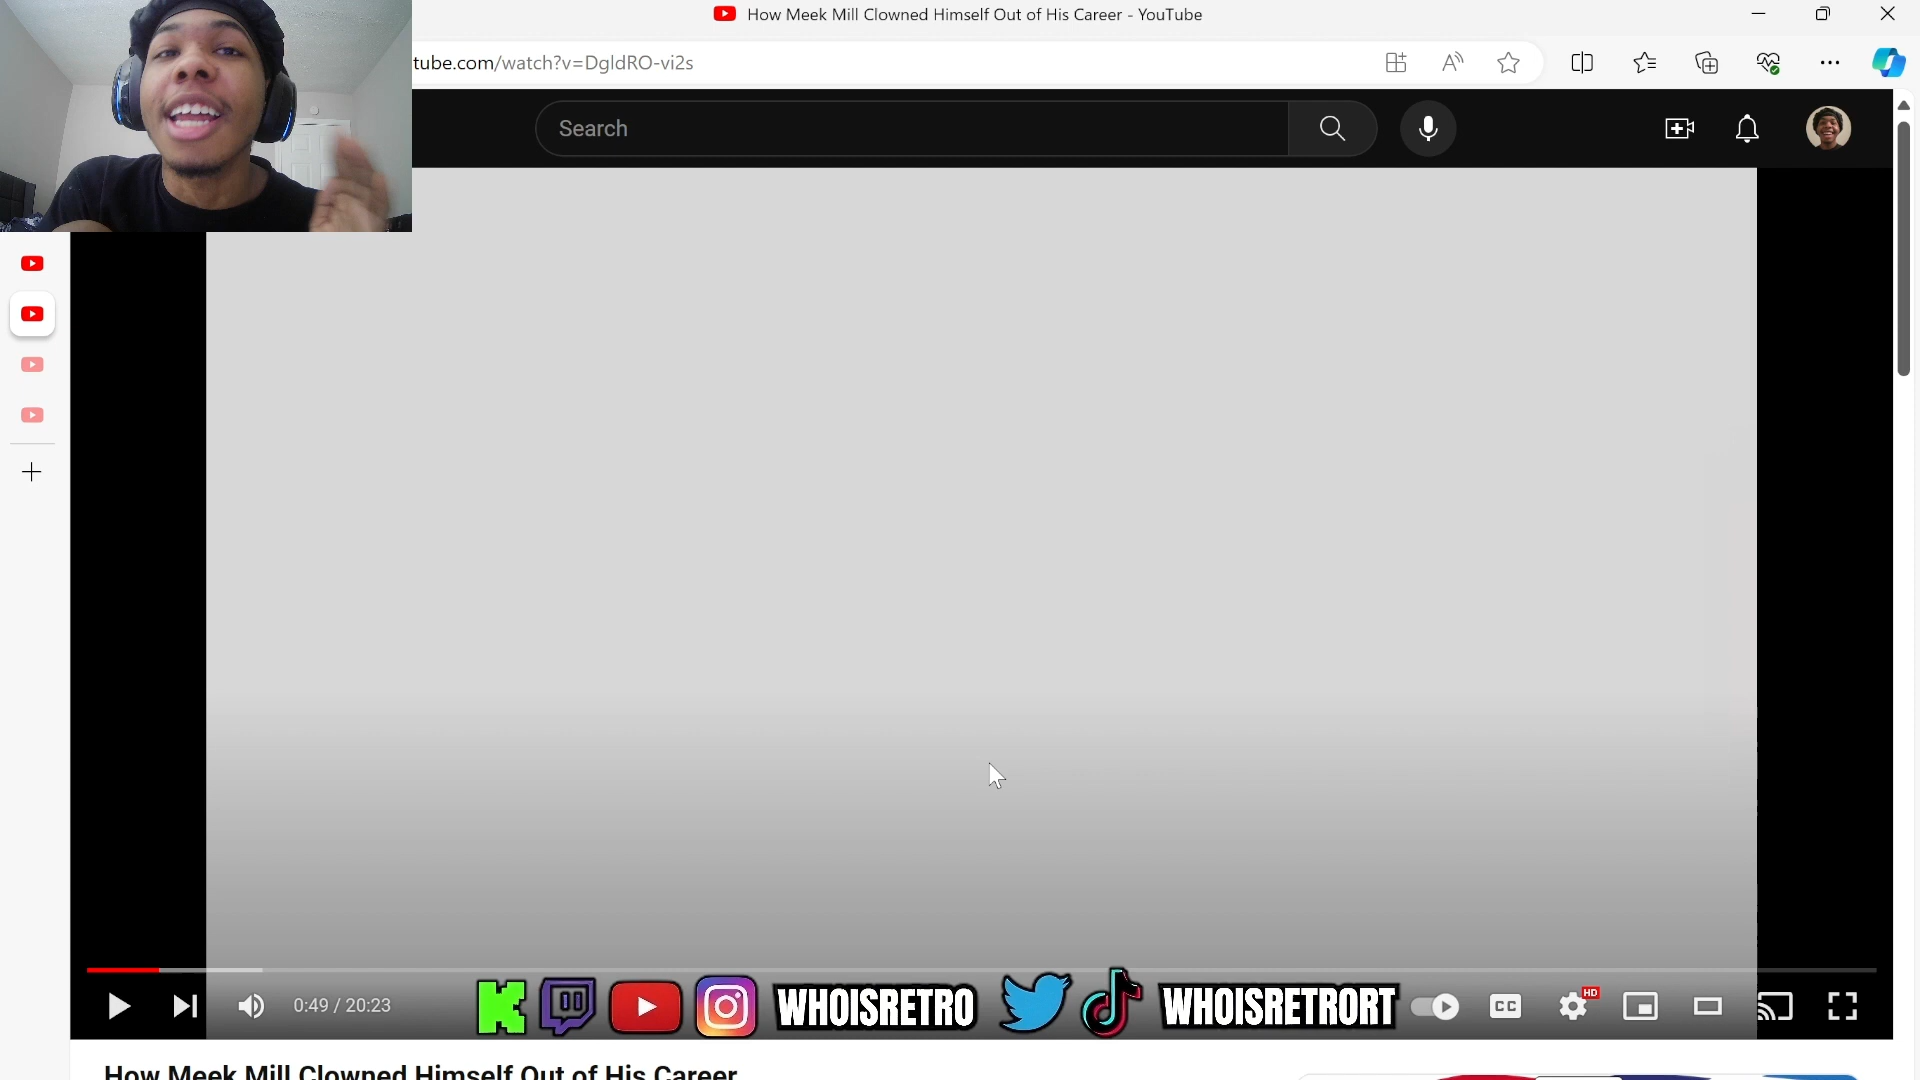 How Meek Mill Clowned Himself Out of His Career - YouTube
tube.com/watch?v=DgldRO-vi2s
Search
0:49 / 20:23
WHOISRETRO
WHOISRETRORT
CC
HD
How Meek Mill Clowned Himself Out of His Career